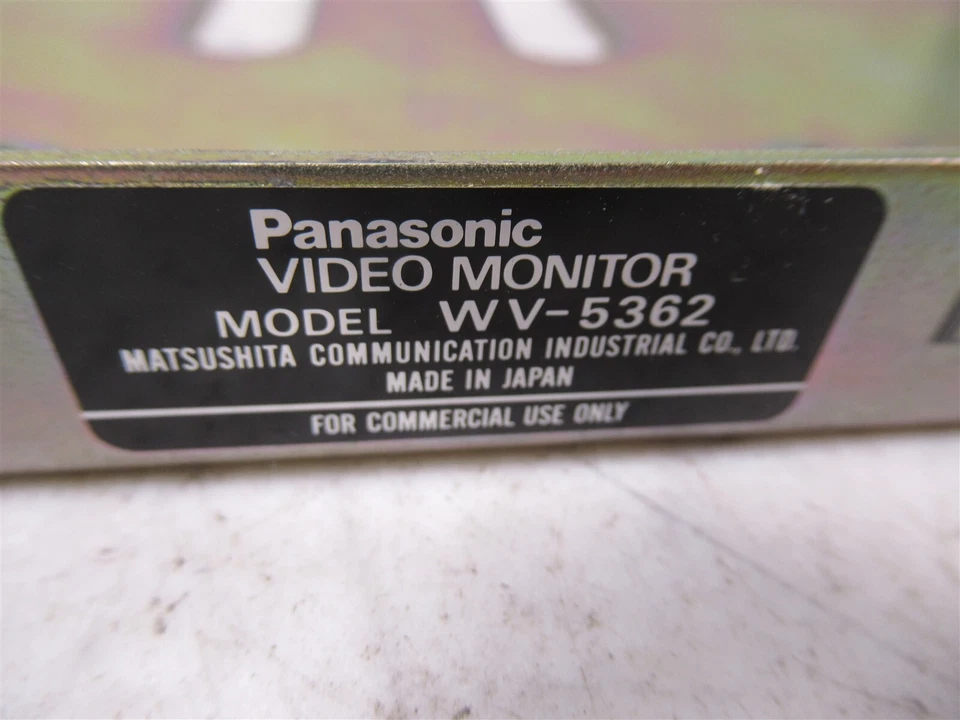 Panasonic
VIDEO MONITOR
MODEL WV-5362
MATSUSHITA COMMUNICATION INDUSTRIAL CO., LTD.
MADE IN JAPAN
FOR COMMERCIAL USE ONLY